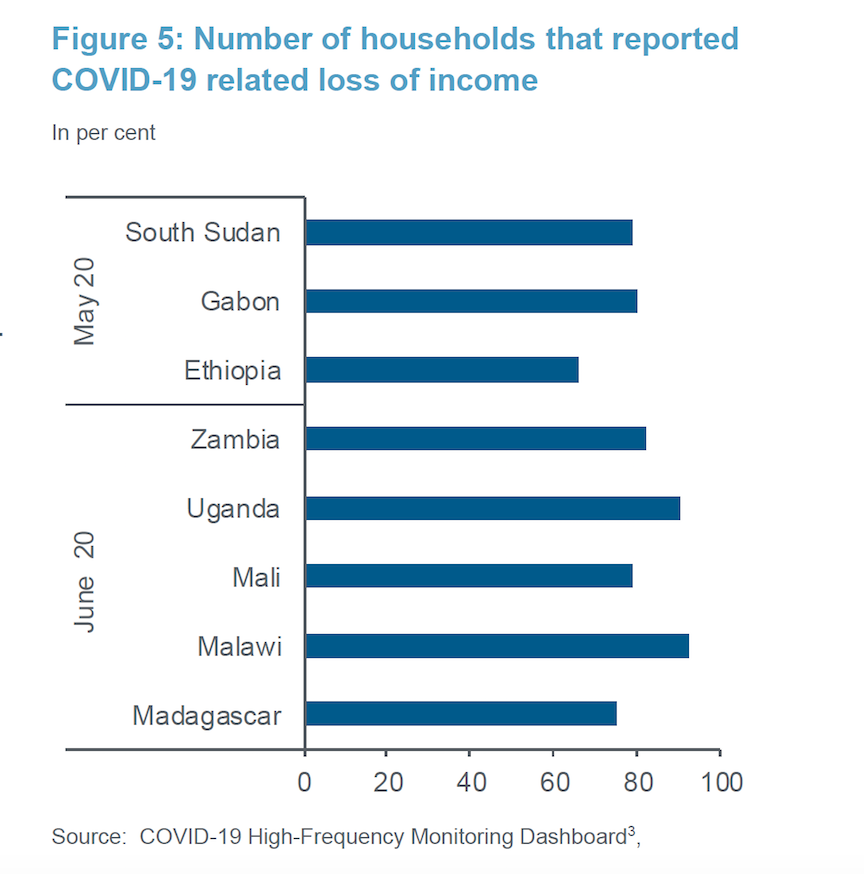 Figure 5: Number of households that reported
COVID-19 related loss of income
In per cent
May 20
South Sudan
Gabon
Ethiopia
June 20
Zambia
Uganda
Mali
Malawi
Madagascar
0 20 40 60 80 100
Source: COVID-19 High-Frequency Monitoring Dashboard³,